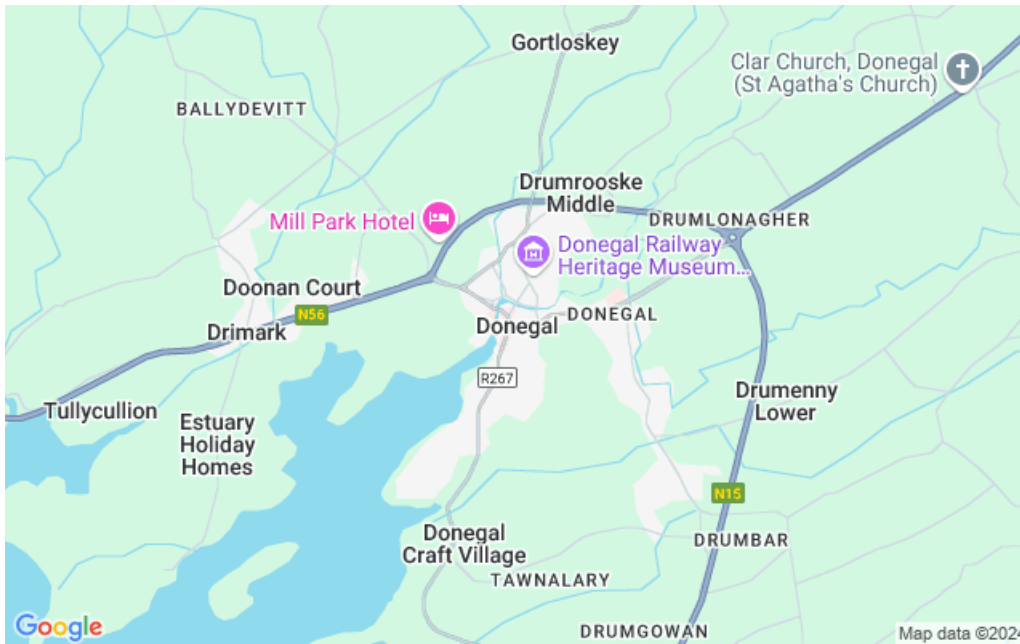 Gortloskey
Clar Church, Donegal
(St Agatha's Church)
BALLYDEVITT
Drumrooske
Middle
Mill Park Hotel
DRUMLONAGHER
Donegal Railway
Heritage Museum...
Doonan Court
N56
DONEGAL
Drimark
Donegal
R267
Drumenny
Lower
Tullycullion
Estuary
Holiday
Homes
N15
Donegal
Craft Village
DRUMBAR
TAWNALARY
Google
DRUMGOWAN
Map data ©2024